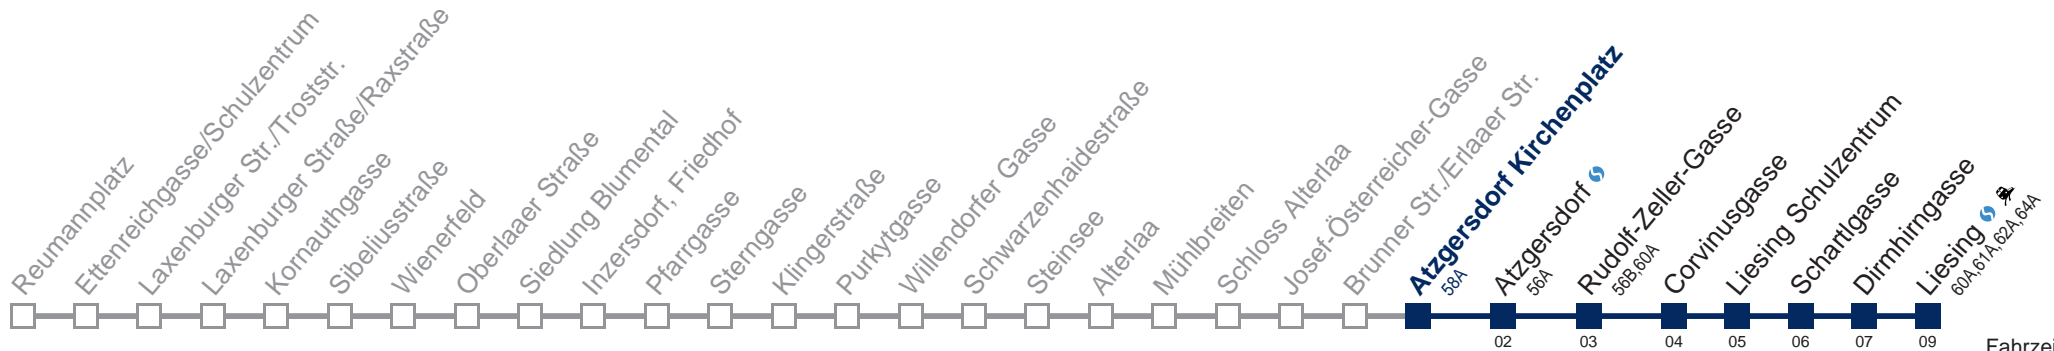 Reumannplatz
Ettenreichgasse/Schulzentrum
Laxenburger Str./Troststr.
Laxenburger Straße/Raxstraße
Kornauthgasse
Sibeliusstraße
Wienerfeld
Oberlaaer Straße
Siedlung Blumental
Inzersdorf, Friedhof
Pfarrgasse
Sterngasse
Klingerstraße
Purkytgasse
Willendorfer Gasse
Schwarzenhaidestraße
Steinsee
Alterlaa
Mühlbreiten
Schloss Alterlaa
Josef-Österreicher-Gasse
Brunner Str./Erlaaer Str.
Atzgersdorf Kirchenplatz
58A
Atzgersdorf
56A
Rudolf-Zeller-Gasse
56B,60A
Corvinusgasse
Liesing Schulzentrum
Schartlgasse
Dirmhirngasse
Liesing
60A,61A,62A,64A
02 03 04 05 06 07 09
Fahrzei